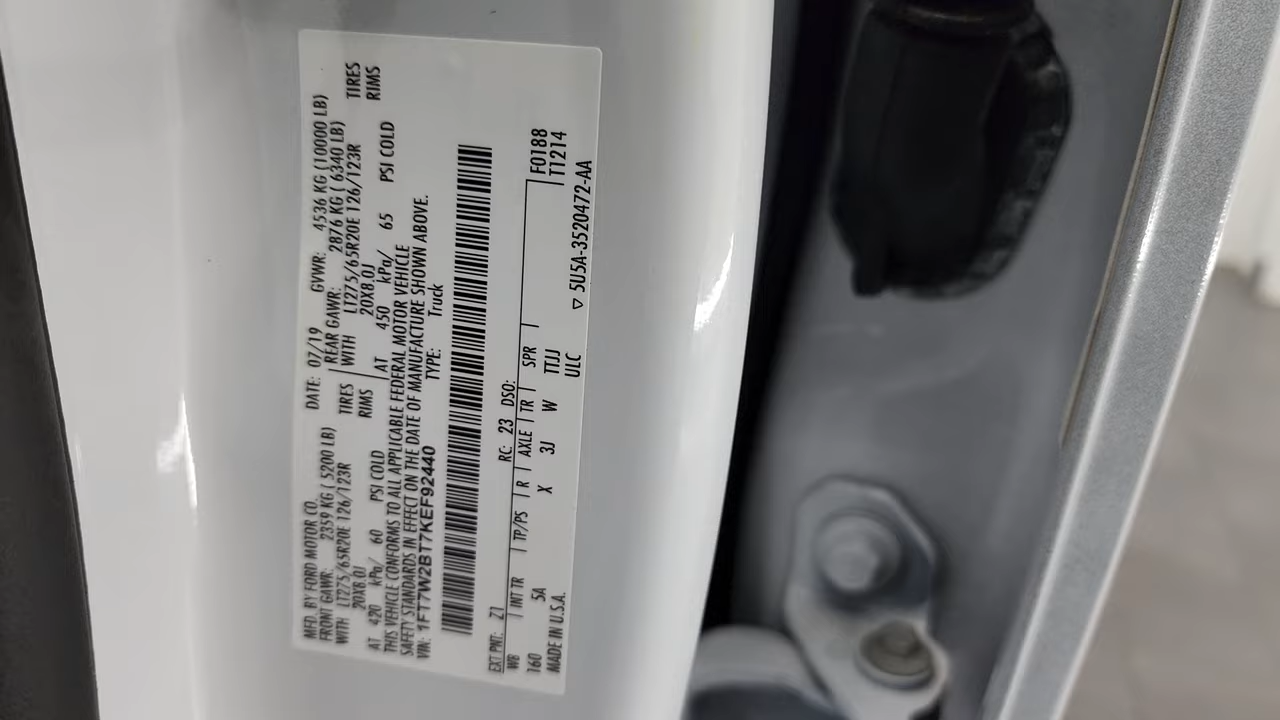 MFD. BY FORD MOTOR CO.
DATE: 07/19 GVWR: 4536 KG (10000 LB)
FRONT GAWR: 2359 KG ( 5200 LB) REAR GAWR: 2876 KG ( 6340 LB)
WITH LT275/65R20E 126/123R TIRES WITH LT275/65R20E 126/123R TIRES
20X8.0J RIMS 20X8.0J RIMS
AT 420 kPa/ 60 PSI COLD AT 450 kPa/ 65 PSI COLD
THIS VEHICLE CONFORMS TO ALL APPLICABLE FEDERAL MOTOR VEHICLE
SAFETY STANDARDS IN EFFECT ON THE DATE OF MANUFACTURE SHOWN ABOVE.
VIN: 1FT7W2BT7KEF92440 TYPE: Truck
EXT PNT: Z1 RC: 23 DSO:
WB INT TR TP/PS R AXLE TR SPR F0188
160 5A X 3J W TTJJ T1214
MADE IN U.S.A. ULC ▽ 5U5A-3520472-AA